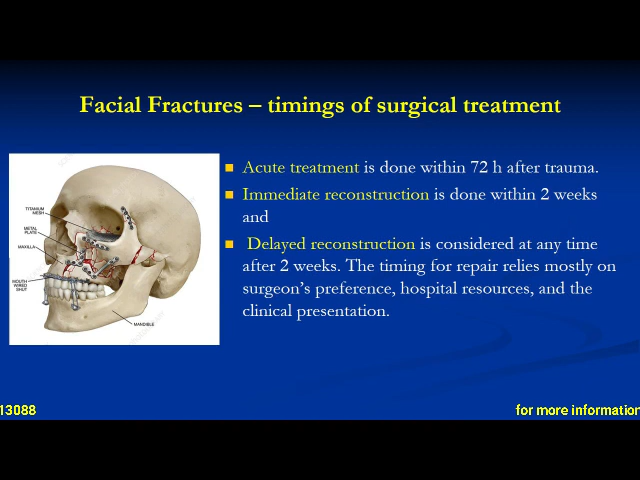 Facial Fractures – timings of surgical treatment
Acute treatment is done within 72 h after trauma.
Immediate reconstruction is done within 2 weeks
and
Delayed reconstruction is considered at any time
after 2 weeks. The timing for repair relies mostly on
surgeon's preference, hospital resources, and the
clinical presentation.
TITANIUM
MESH
METAL
PLATE
MAXILLA
MOUTH
WIRED
SHUT
MANDIBLE
13088
for more information